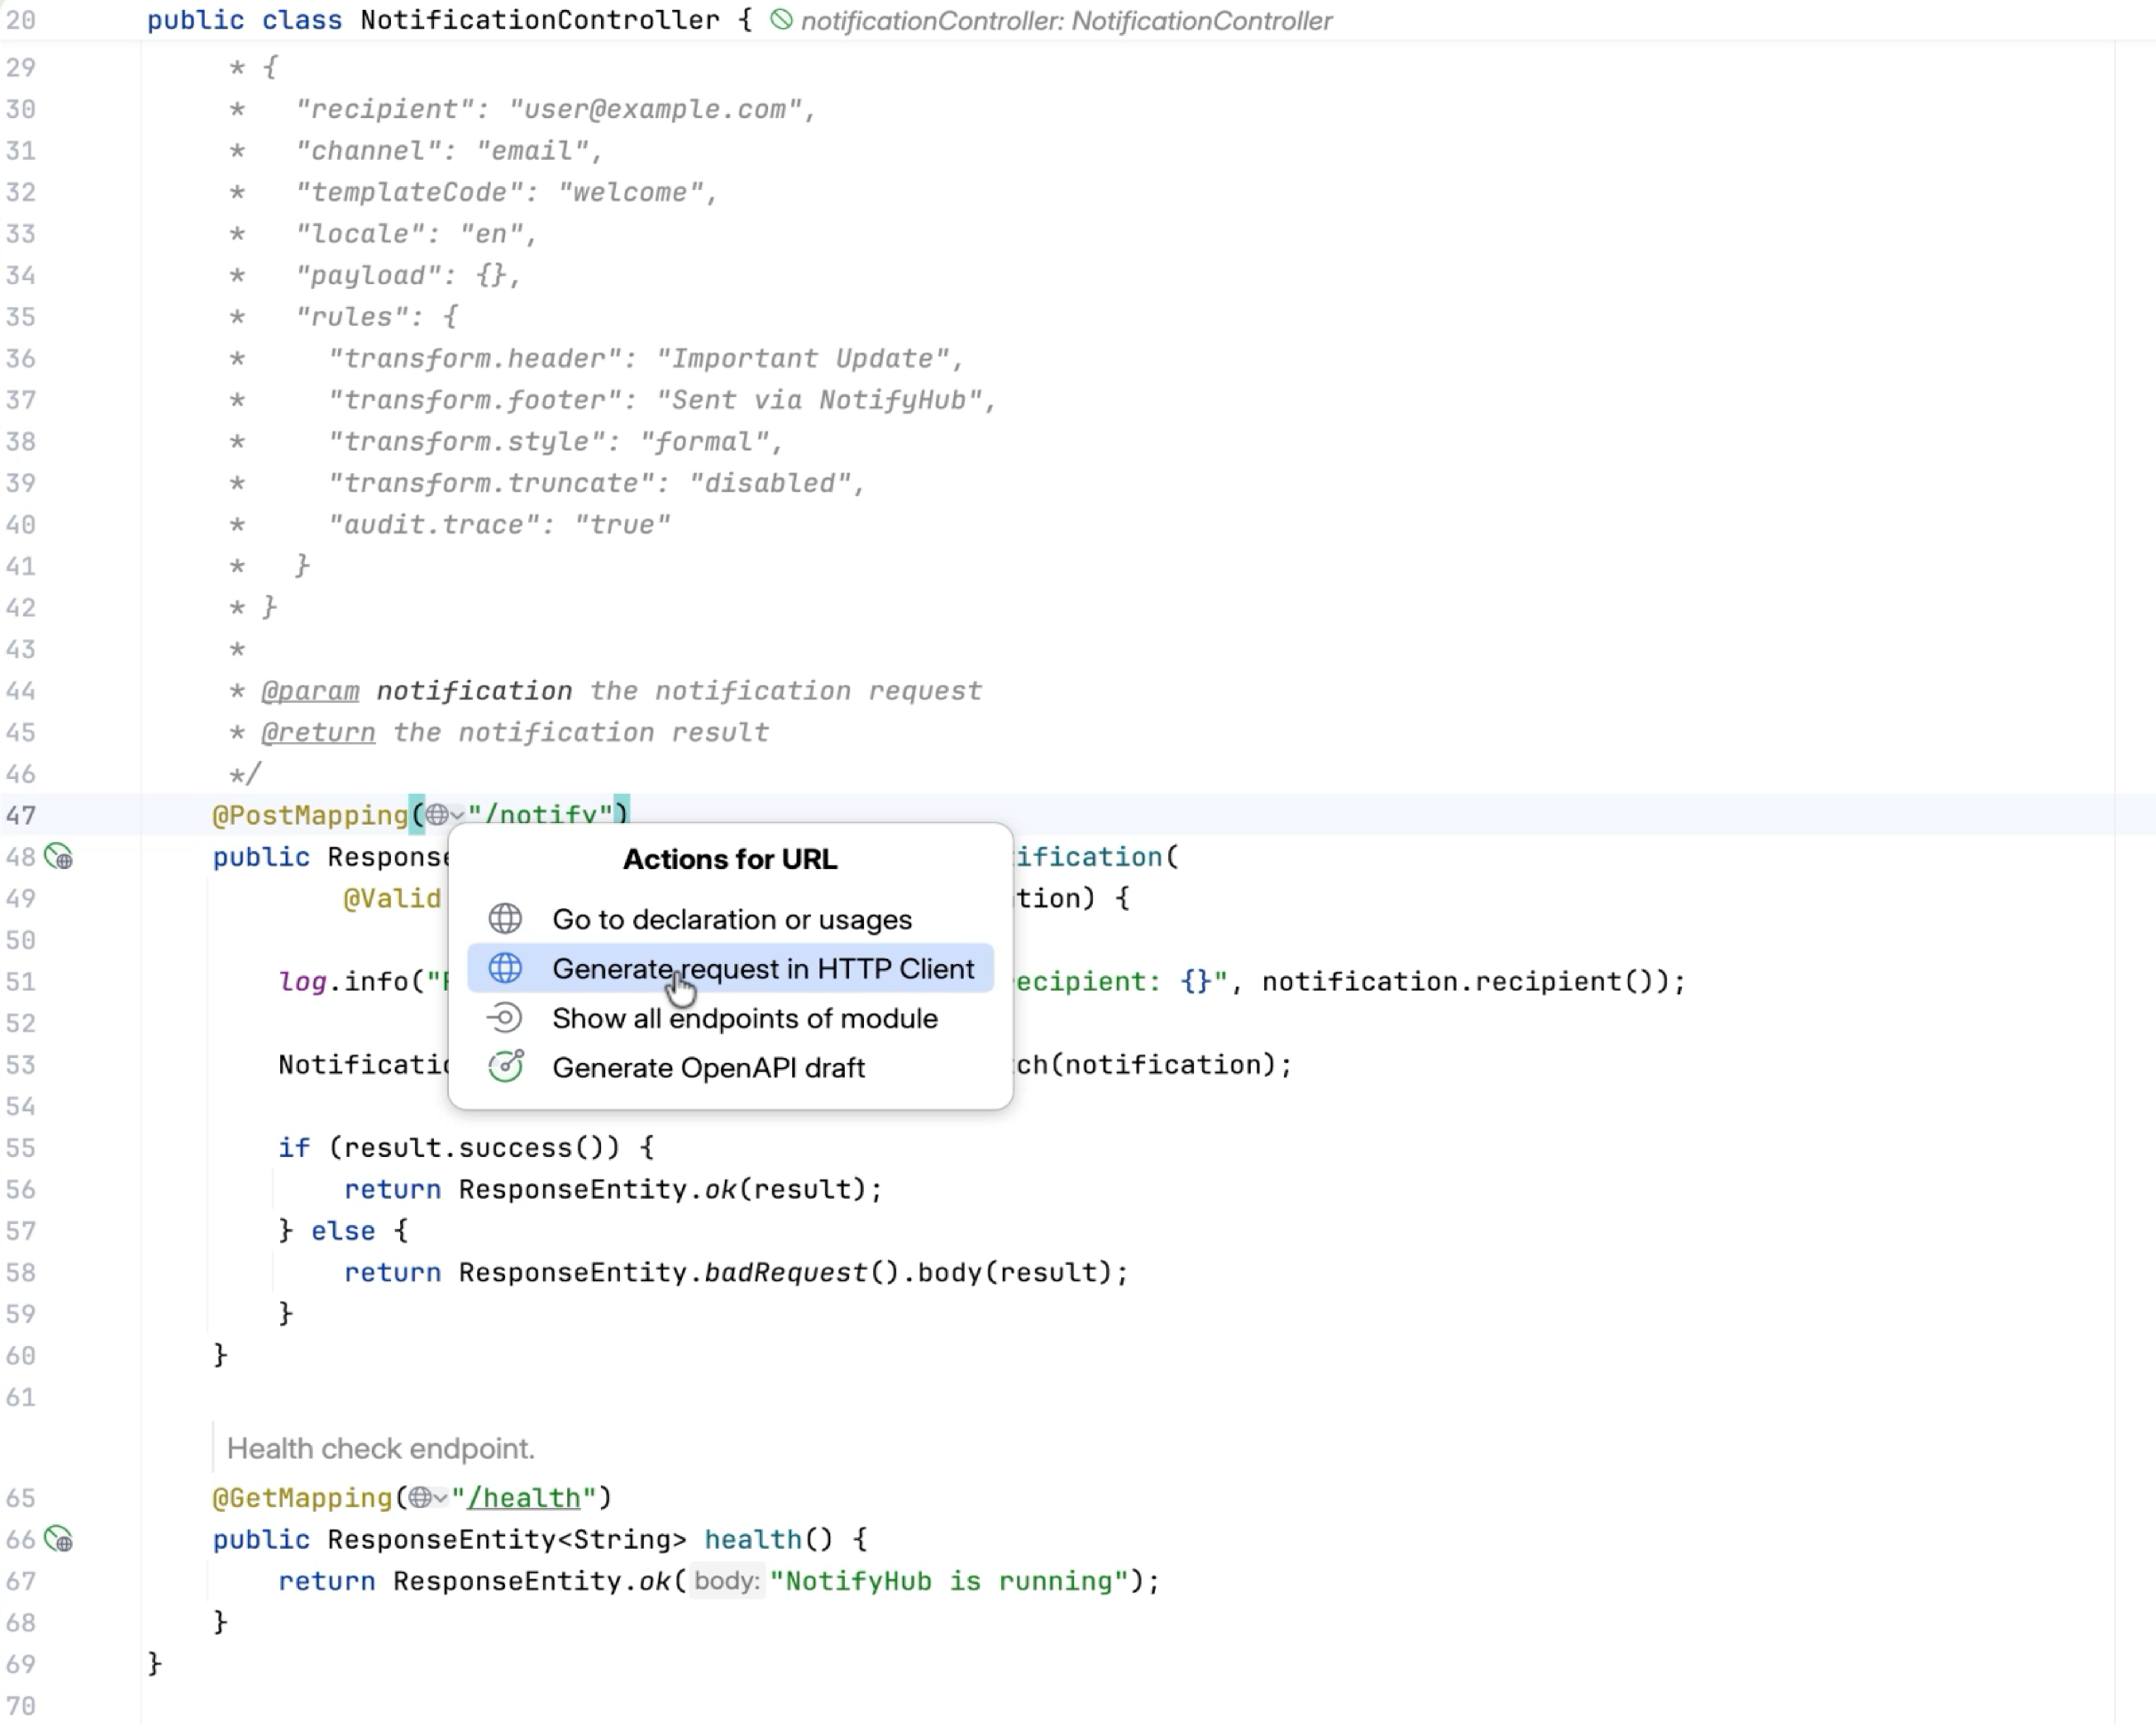 20 public class NotificationController { notificationController: NotificationController
29 * {
30 * "recipient": "user@example.com",
31 * "channel": "email",
32 * "templateCode": "welcome",
33 * "locale": "en",
34 * "payload": {},
35 * "rules": {
36 * "transform.header": "Important Update",
37 * "transform.footer": "Sent via NotifyHub",
38 * "transform.style": "formal",
39 * "transform.truncate": "disabled",
40 * "audit.trace": "true"
41 * }
42 * }
43 *
44 * @param notification the notification request
45 * @return the notification result
46 */
47 @PostMapping("/notify")
48 public Response ification(
49 @Valid tion) {
50
51 log.info(" ecipient: {}", notification.recipient());
52
53 Notificatio ch(notification);
54
Actions for URL
Go to declaration or usages
Generate request in HTTP Client
Show all endpoints of module
Generate OpenAPI draft
55 if (result.success()) {
56 return ResponseEntity.ok(result);
57 } else {
58 return ResponseEntity.badRequest().body(result);
59 }
60 }
61
Health check endpoint.
65 @GetMapping("/health")
66 public ResponseEntity<String> health() {
67 return ResponseEntity.ok( body: "NotifyHub is running");
68 }
69 }
70